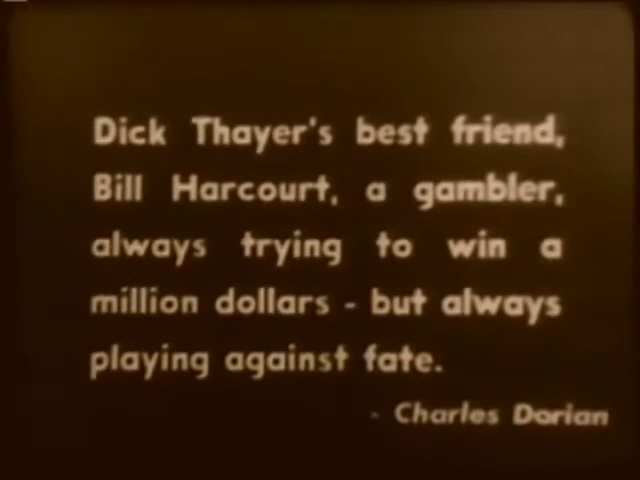 Dick Thayer's best friend,
Bill Harcourt, a gambler,
always trying to win a
million dollars - but always
playing against fate.
- Charles Dorian